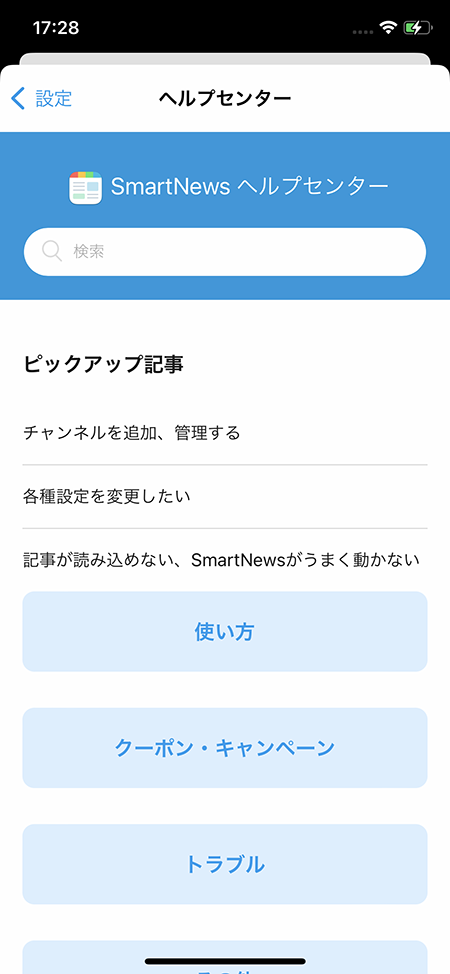 17:28
設定
ヘルプセンター
SmartNews ヘルプセンター
検索
ピックアップ記事
チャンネルを追加、管理する
各種設定を変更したい
記事が読み込めない、SmartNewsがうまく動かない
使い方
クーポン・キャンペーン
トラブル